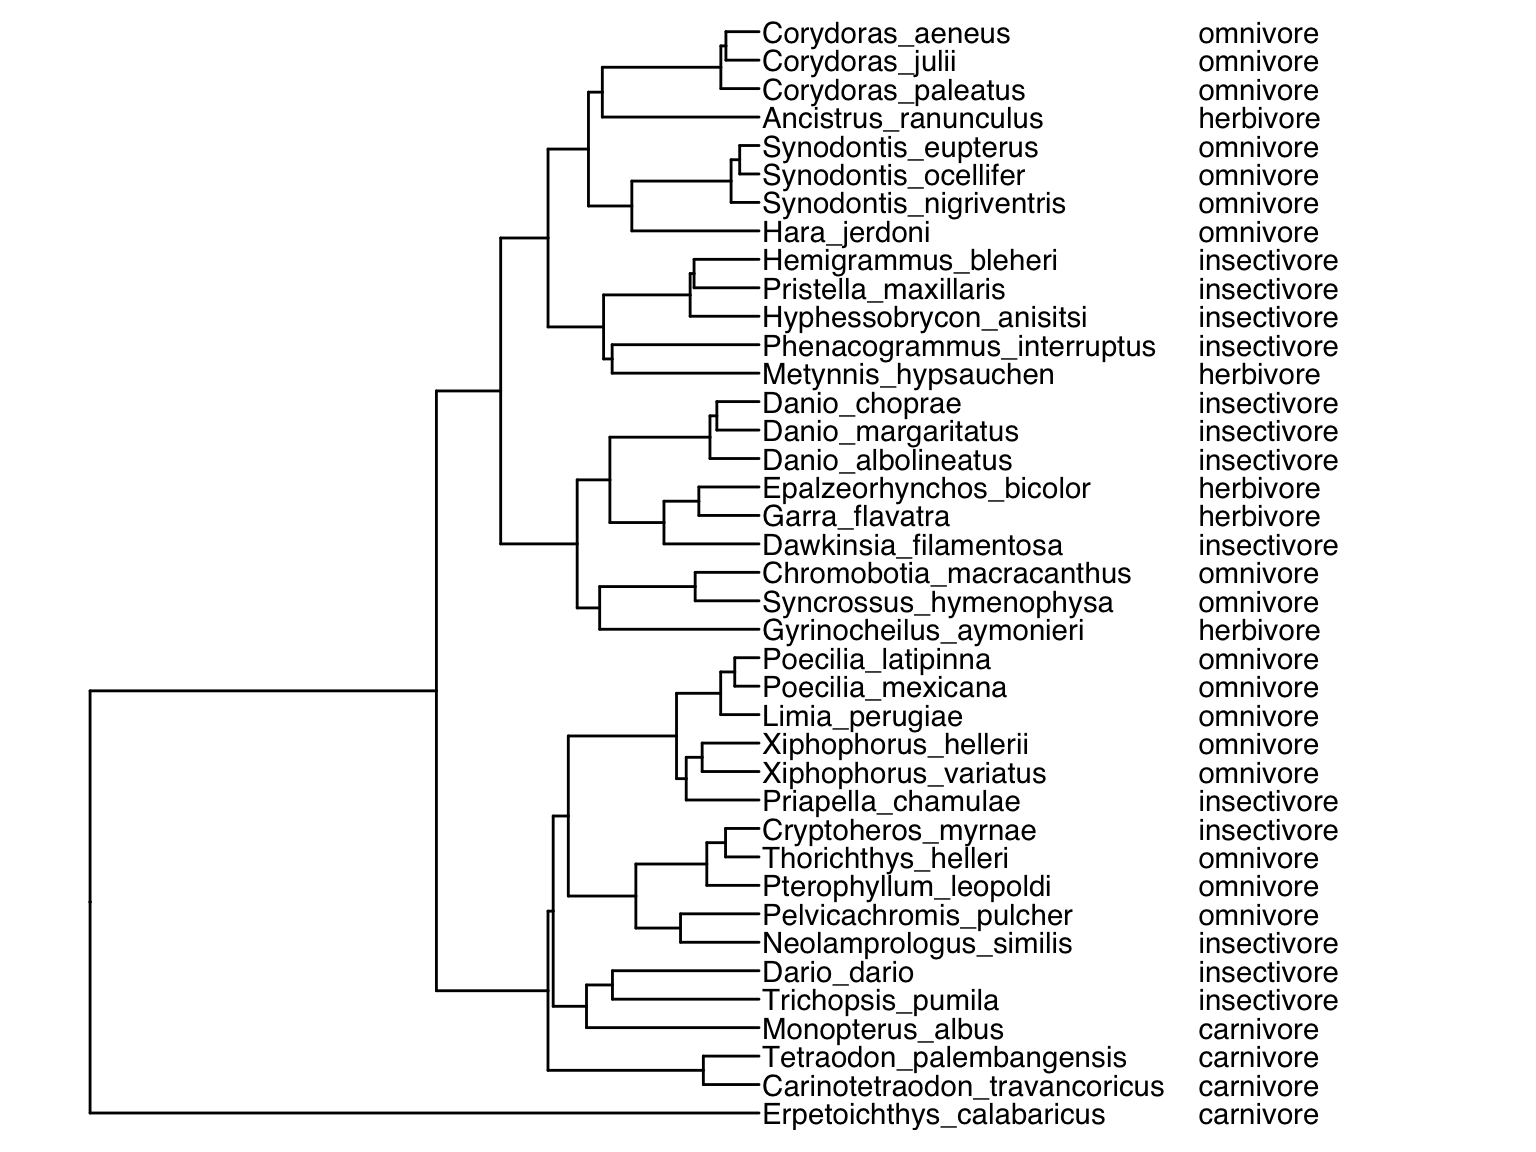 Corydoras_aeneus omnivore
Corydoras_julii omnivore
Corydoras_paleatus omnivore
Ancistrus_ranunculus herbivore
Synodontis_eupterus omnivore
Synodontis_ocellifer omnivore
Synodontis_nigriventris omnivore
Hara_jerdoni omnivore
Hemigrammus_bleheri insectivore
Pristella_maxillaris insectivore
Hyphessobrycon_anisitsi insectivore
Phenacogrammus_interruptus insectivore
Metynnis_hypsauchen herbivore
Danio_choprae insectivore
Danio_margaritatus insectivore
Danio_albolineatus insectivore
Epalzeorhynchos_bicolor herbivore
Garra_flavatra herbivore
Dawkinsia_filamentosa insectivore
Chromobotia_macracanthus omnivore
Syncrossus_hymenophysa omnivore
Gyrinocheilus_aymonieri herbivore
Poecilia_latipinna omnivore
Poecilia_mexicana omnivore
Limia_perugiae omnivore
Xiphophorus_hellerii omnivore
Xiphophorus_variatus omnivore
Priapella_chamulae insectivore
Cryptoheros_myrnae insectivore
Thorichthys_helleri omnivore
Pterophyllum_leopoldi omnivore
Pelvicachromis_pulcher omnivore
Neolamprologus_similis insectivore
Dario_dario insectivore
Trichopsis_pumila insectivore
Monopterus_albus carnivore
Tetraodon_palembangensis carnivore
Carinotetraodon_travancoricus carnivore
Erpetoichthys_calabaricus carnivore